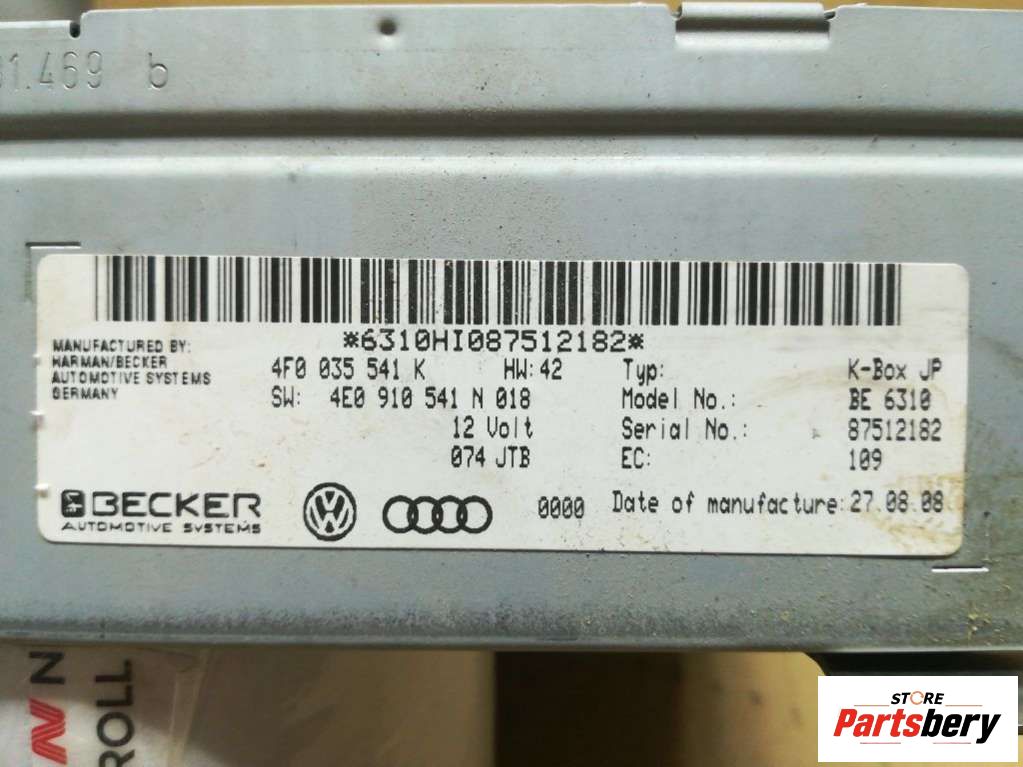 .469 b
*6310HI087512182*
MANUFACTURED BY:
HARMAN/BECKER
AUTOMOTIVE SYSTEMS
GERMANY
4F0 035 541 K HW:42 Typ: K-Box JP
SW: 4E0 910 541 N 018 Model No.: BE 6310
12 Volt Serial No.: 87512182
074 JTB EC: 109
BECKER
AUTOMOTIVE SYSTEMS
0000 Date of manufacture: 27.08.08
N
ROLL
STORE
Partsbery